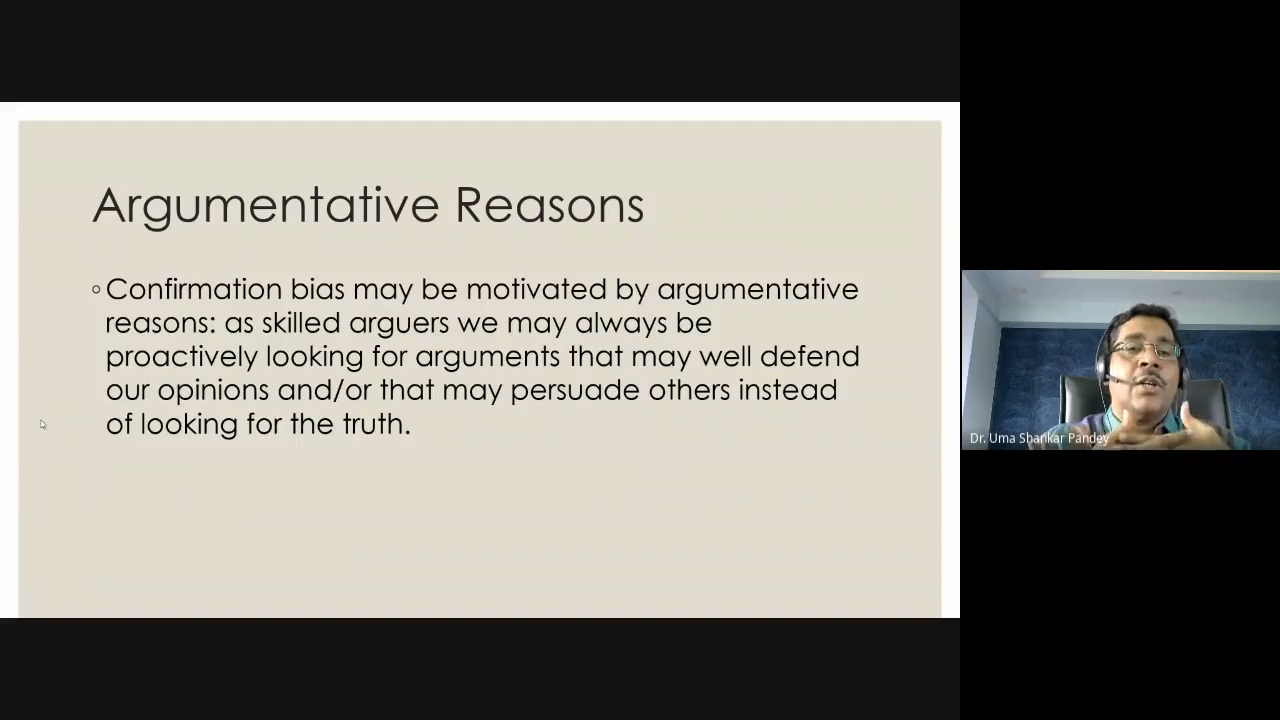 Argumentative Reasons
◦Confirmation bias may be motivated by argumentative
reasons: as skilled arguers we may always be
proactively looking for arguments that may well defend
our opinions and/or that may persuade others instead
of looking for the truth.
Dr. Uma Shankar Pandey